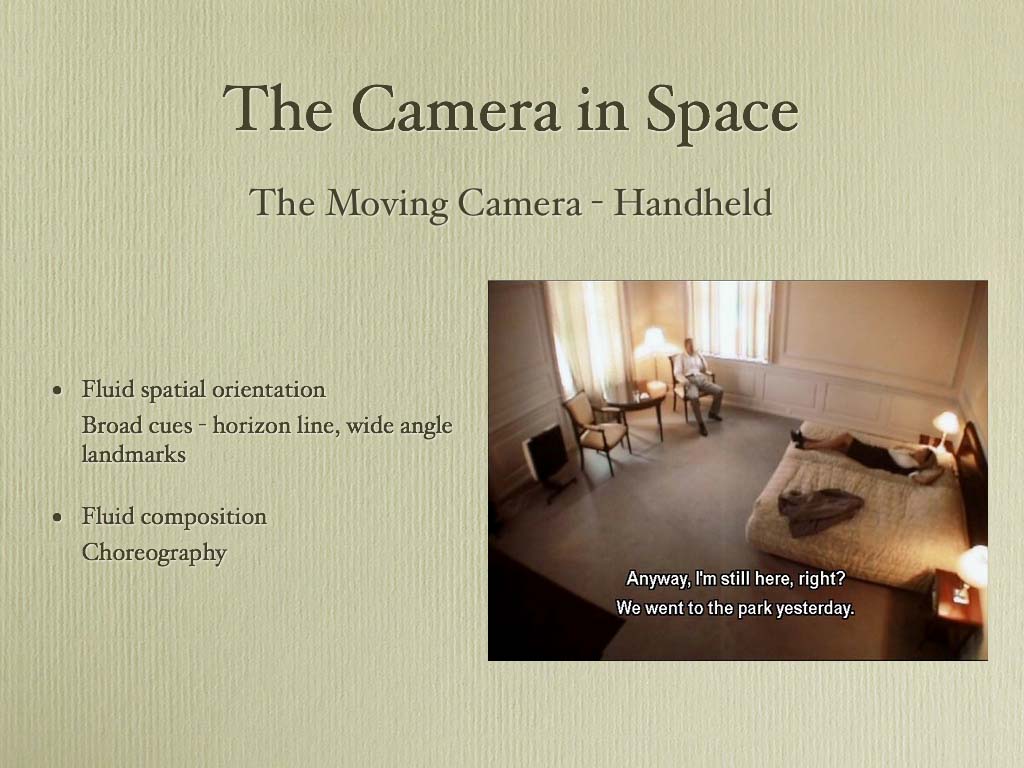 The Camera in Space
The Moving Camera - Handheld
• Fluid spatial orientation
Broad cues - horizon line, wide angle
landmarks
• Fluid composition
Choreography
Anyway, I'm still here, right?
We went to the park yesterday.